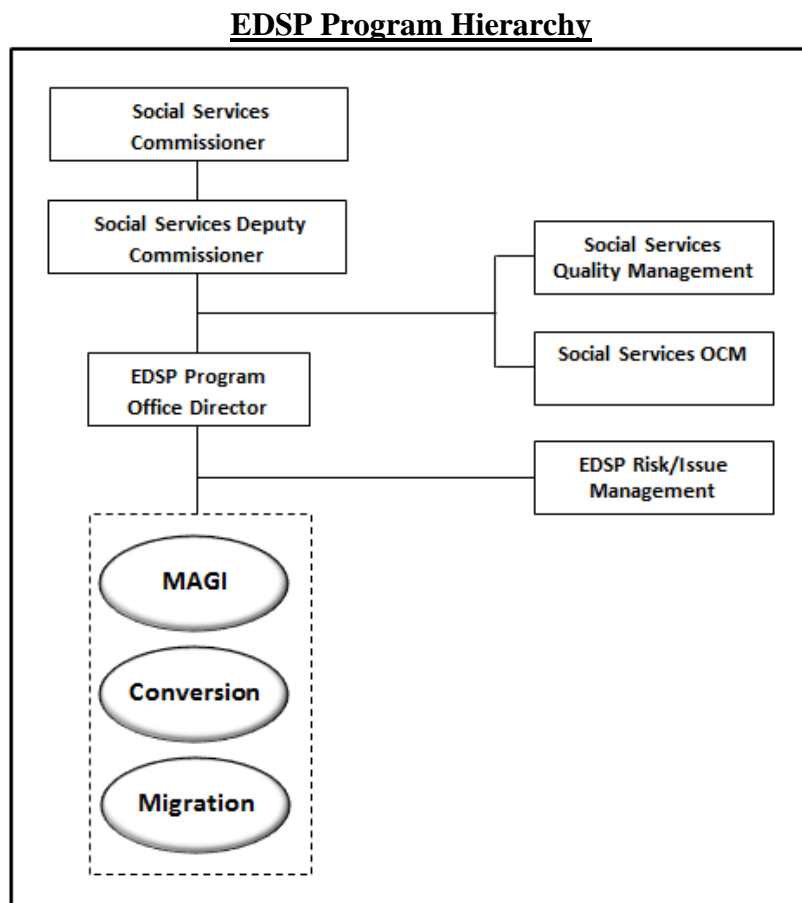 EDSP Program Hierarchy
Social Services
Commissioner
Social Services Deputy
Commissioner
Social Services
Quality Management
Social Services OCM
EDSP Program
Office Director
EDSP Risk/Issue
Management
MAGI
Conversion
Migration